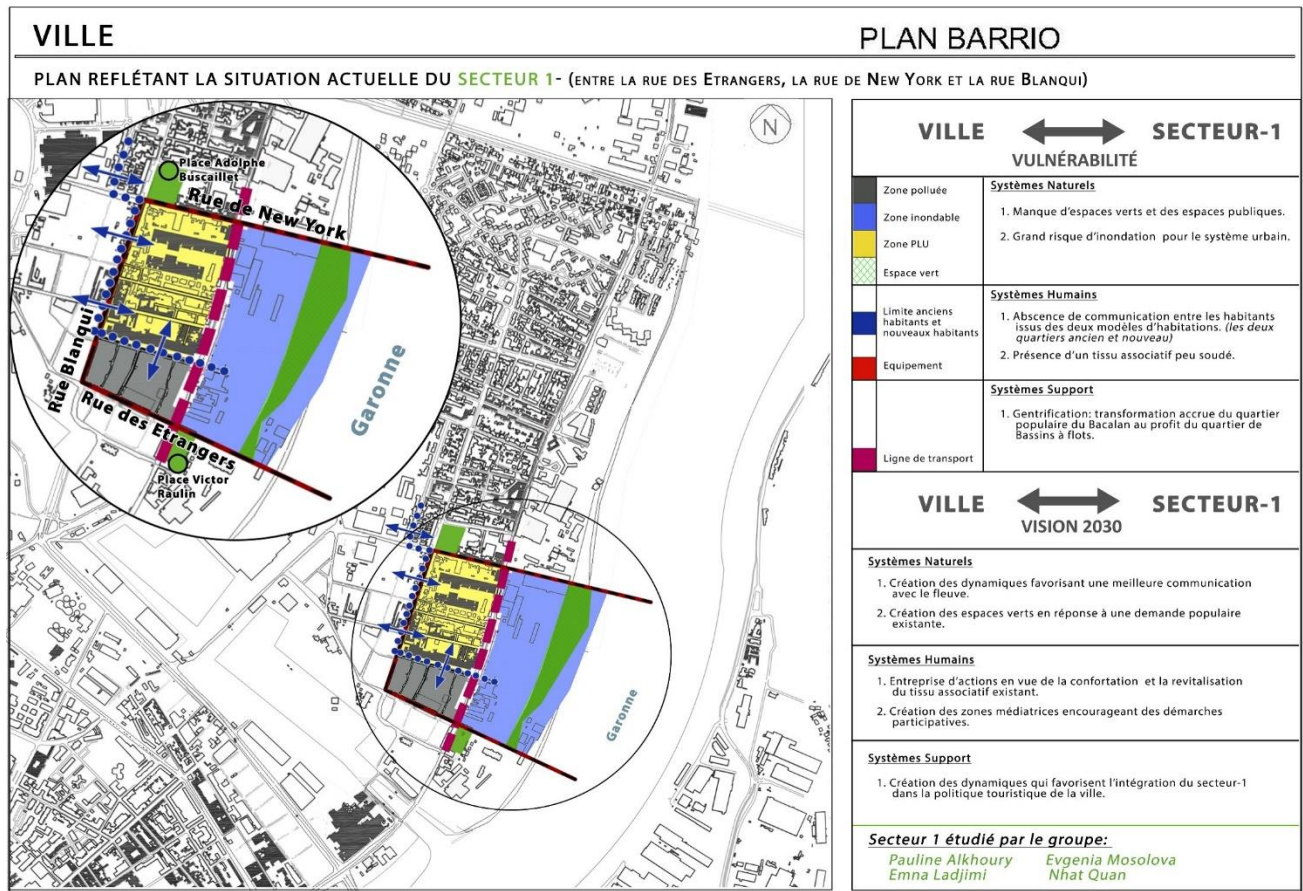 VILLE
PLAN BARRIO
PLAN REFLÉTANT LA SITUATION ACTUELLE DU SECTEUR 1- (ENTRE LA RUE DES ETRANGERS, LA RUE DE NEW YORK ET LA RUE BLANQUI)
N
Place Adolphe
Buscaillet
Rue de New York
Rue Blanqui
Rue des Etrangers
Garonne
Place Victor
Raulin
Garonne
VILLE SECTEUR-1
VULNÉRABILITÉ
Zone polluée
Zone inondable
Zone PLU
Espace vert
Systèmes Naturels
1. Manque d'espaces verts et des espaces publiques.
2. Grand risque d'inondation pour le système urbain.
Limite anciens
habitants et
nouveaux habitants
Equipement
Systèmes Humains
1. Abscence de communication entre les habitants
issus des deux modèles d'habitations. (les deux
quartiers ancien et nouveau)
2. Présence d'un tissu associatif peu soudé.
Ligne de transport
Systèmes Support
1. Gentrification: transformation accrue du quartier
populaire du Bacalan au profit du quartier de
Bassins à flots.
VILLE SECTEUR-1
VISION 2030
Systèmes Naturels
1. Création des dynamiques favorisant une meilleure communication
avec le fleuve.
2. Création des espaces verts en réponse à une demande populaire
existante.
Systèmes Humains
1. Entreprise d'actions en vue de la confortation et la revitalisation
du tissu associatif existant.
2. Création des zones médiatrices encourageant des démarches
participatives.
Systèmes Support
1. Création des dynamiques qui favorisent l'intégration du secteur-1
dans la politique touristique de la ville.
Secteur 1 étudié par le groupe:
Pauline Alkhoury Evgenia Mosolova
Emna Ladjimi Nhat Quan